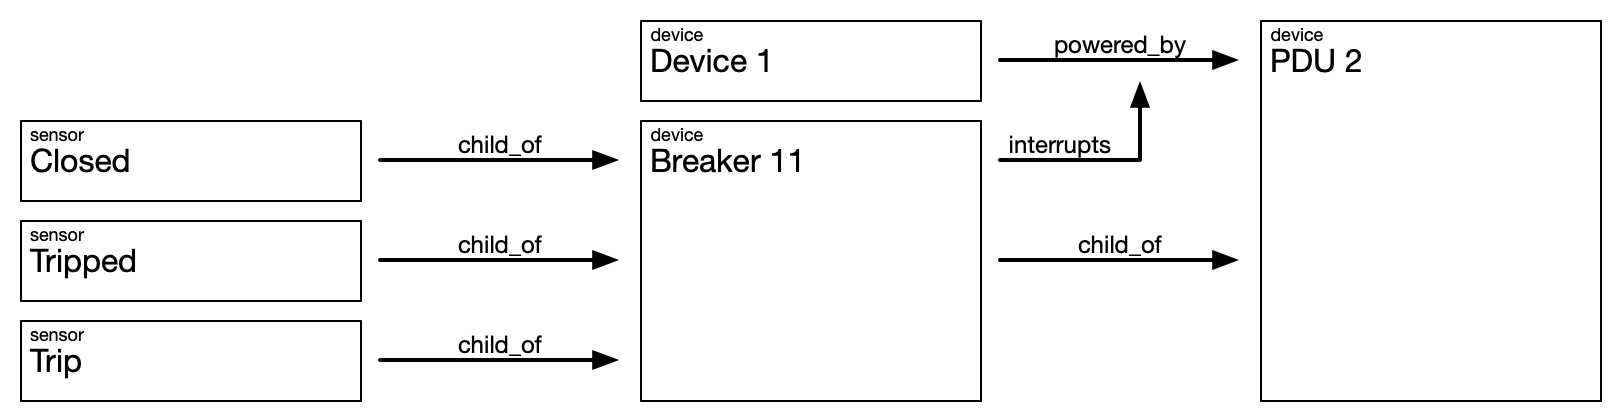 device
Device 1
powered_by
device
PDU 2
sensor
Closed
child_of
device
Breaker 11
interrupts
sensor
Tripped
child_of
child_of
sensor
Trip
child_of